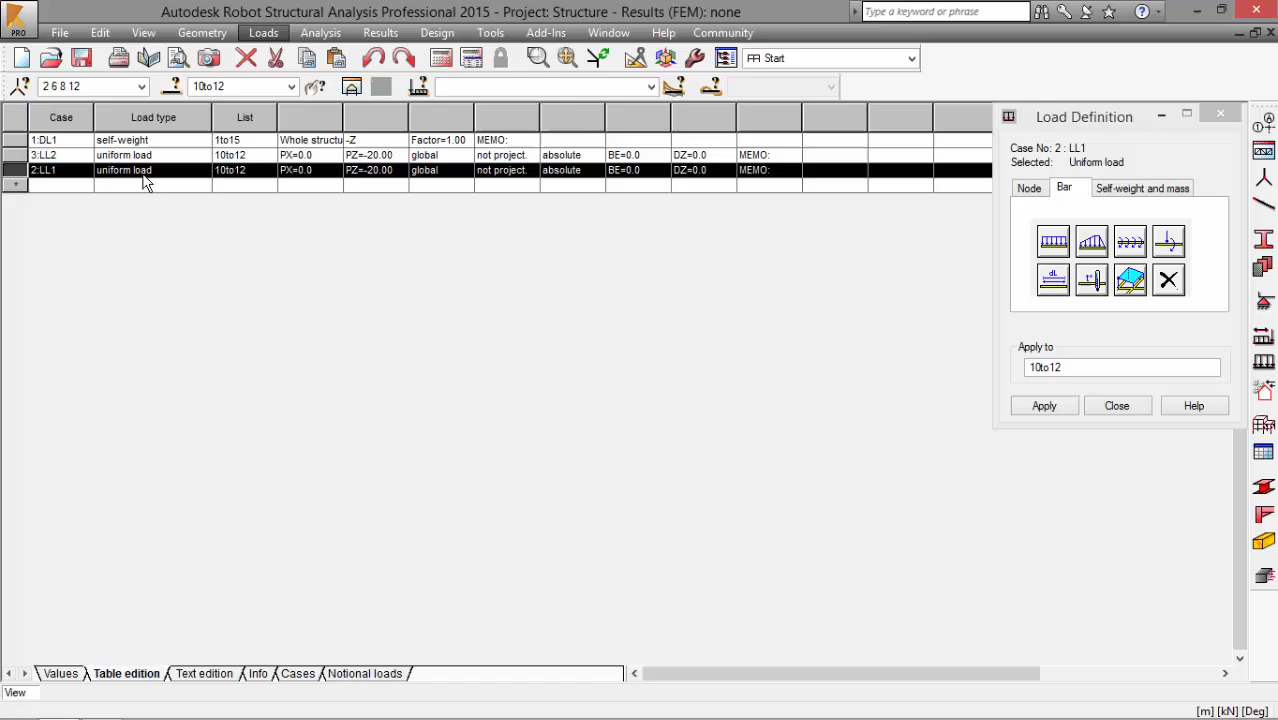 Autodesk Robot Structural Analysis Professional 2015 - Project: Structure - Results (FEM): none
Type a keyword or phrase
PRO
File Edit View Geometry Loads Analysis Results Design Tools Add-Ins Window Help Community
Start
2 6 8 12
10to12
Case Load type List
1:DL1 self-weight 1to15 Whole structu -Z Factor=1.00 MEMO:
3:LL2 uniform load 10to12 PX=0.0 PZ=-20.00 global not project. absolute BE=0.0 DZ=0.0 MEMO:
2:LL1 uniform load 10to12 PX=0.0 PZ=-20.00 global not project. absolute BE=0.0 DZ=0.0 MEMO:
*
Load Definition
Case No: 2 : LL1
Selected: Uniform load
Node Bar Self-weight and mass
dL
t°
Apply to
10to12
Apply Close Help
Values Table edition Text edition Info Cases Notional loads
View
[m] [kN] [Deg]